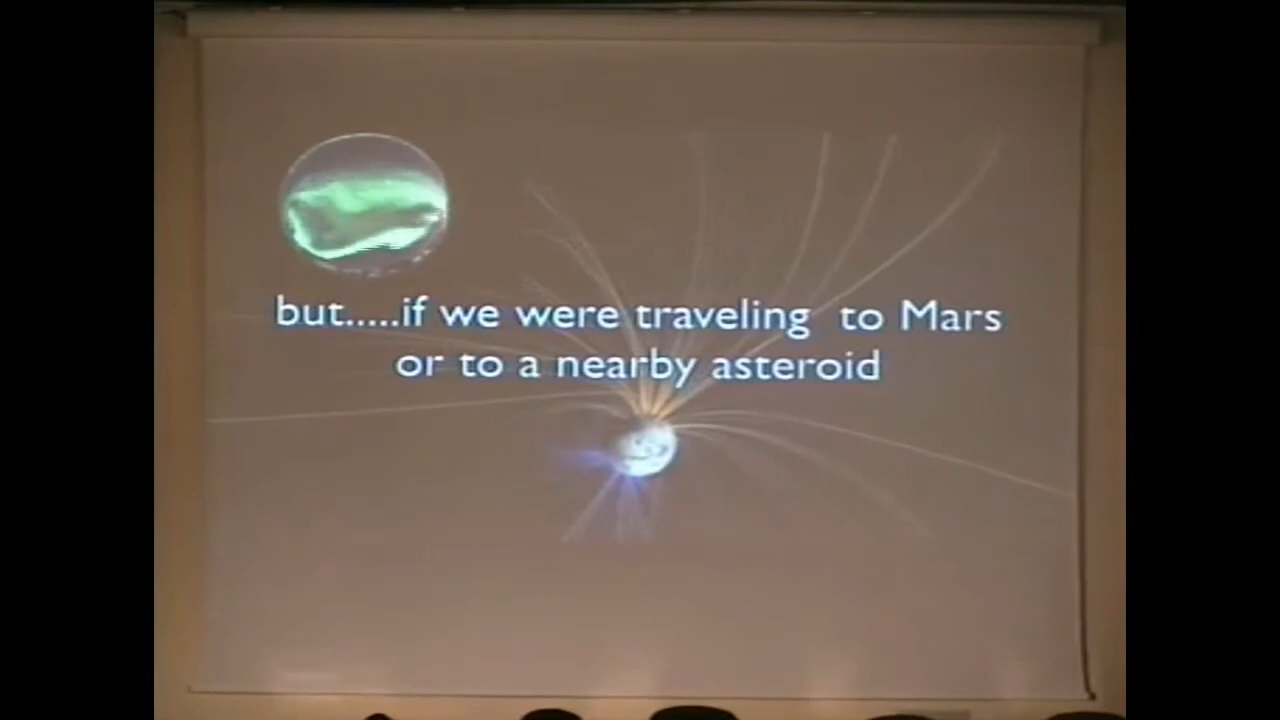 but.....if we were traveling to Mars
or to a nearby asteroid